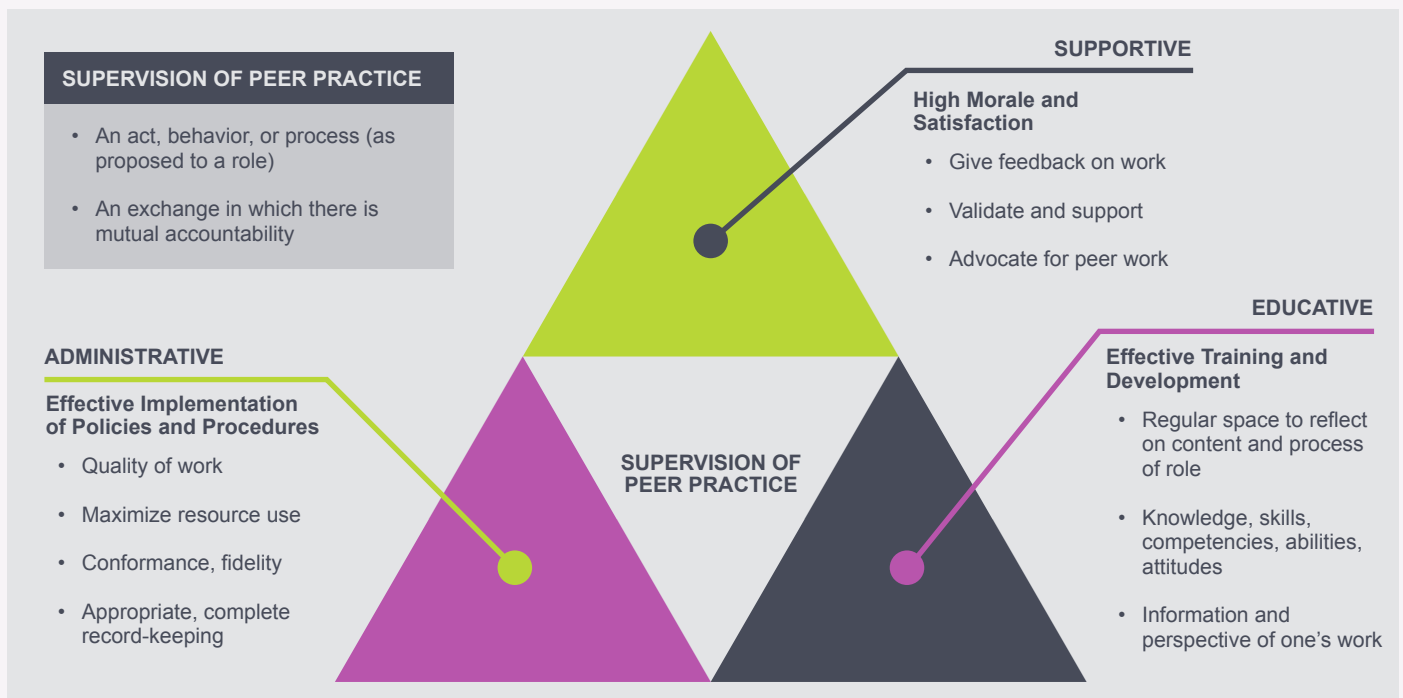 SUPERVISION OF PEER PRACTICE
• An act, behavior, or process (as
proposed to a role)
• An exchange in which there is
mutual accountability
SUPPORTIVE
High Morale and
Satisfaction
• Give feedback on work
• Validate and support
• Advocate for peer work
ADMINISTRATIVE
Effective Implementation
of Policies and Procedures
• Quality of work
• Maximize resource use
• Conformance, fidelity
• Appropriate, complete
record-keeping
SUPERVISION OF
PEER PRACTICE
EDUCATIVE
Effective Training and
Development
• Regular space to reflect
on content and process
of role
• Knowledge, skills,
competencies, abilities,
attitudes
• Information and
perspective of one’s work